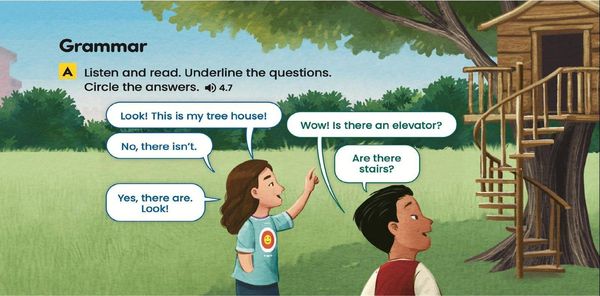 Grammar
A Listen and read. Underline the questions.
Circle the answers. 4.7
Look! This is my tree house!
Wow! Is there an elevator?
No, there isn't.
Are there
stairs?
Yes, there are.
Look!